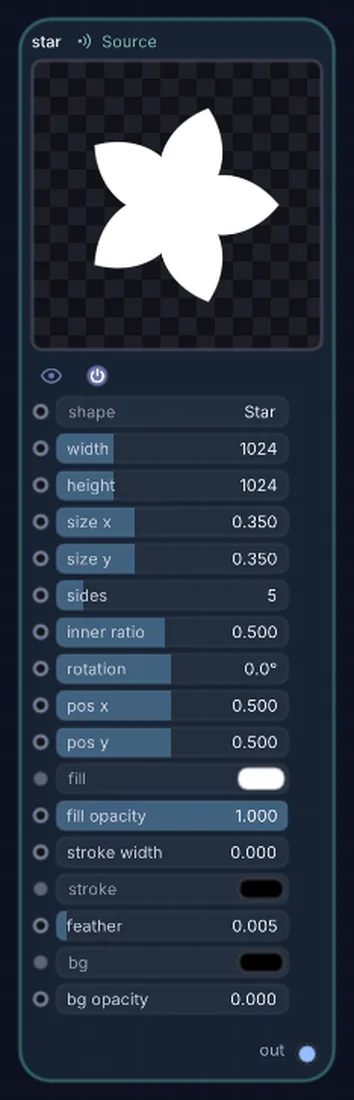 star Source
shape Star
width 1024
height 1024
size x 0.350
size y 0.350
sides 5
inner ratio 0.500
rotation 0.0°
pos x 0.500
pos y 0.500
fill
fill opacity 1.000
stroke width 0.000
stroke
feather 0.005
bg
bg opacity 0.000
out